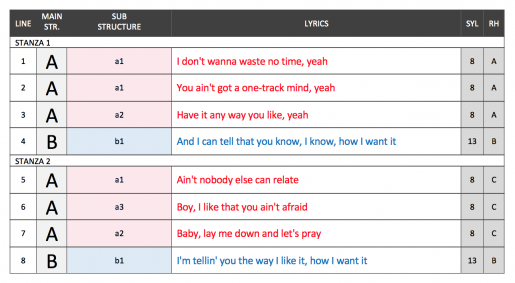 LINE MAIN STR. SUB STRUCTURE LYRICS SYL RH
STANZA 1
1 A a1 I don't wanna waste no time, yeah 8 A
2 A a1 You ain't got a one-track mind, yeah 8 A
3 A a2 Have it any way you like, yeah 8 A
4 B b1 And I can tell that you know, I know, how I want it 13 B
STANZA 2
5 A a1 Ain't nobody else can relate 8 C
6 A a3 Boy, I like that you ain't afraid 8 C
7 A a2 Baby, lay me down and let's pray 8 C
8 B b1 I'm tellin' you the way I like it, how I want it 13 B